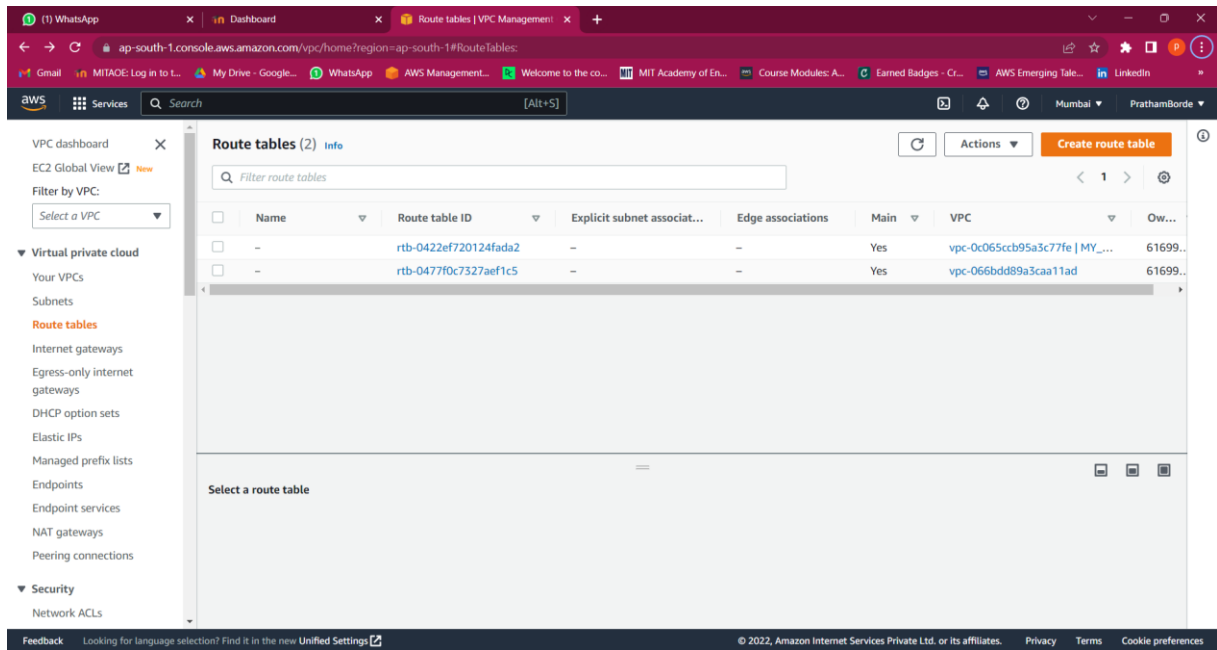 (1) WhatsApp
Dashboard
Route tables | VPC Management
ap-south-1.console.aws.amazon.com/vpc/home?region=ap-south-1#RouteTables:
Gmail MITAOE: Log in to t... My Drive - Google... WhatsApp AWS Management... Welcome to the co... MIT Academy of En... Course Modules: A... Earned Badges - Cr... AWS Emerging Tale... LinkedIn
aws Services Search [Alt+S] Mumbai PrathamBorde
VPC dashboard
EC2 Global View New
Filter by VPC:
Select a VPC
Virtual private cloud
Your VPCs
Subnets
Route tables
Internet gateways
Egress-only internet
gateways
DHCP option sets
Elastic IPs
Managed prefix lists
Endpoints
Endpoint services
NAT gateways
Peering connections
Security
Network ACLs
Route tables (2) Info
Actions Create route table
Filter route tables
1
Name Route table ID Explicit subnet associat... Edge associations Main VPC Ow...
– rtb-0422ef720124fada2 – – Yes vpc-0c065ccb95a3c77fe | MY_... 61699..
– rtb-0477f0c7327aef1c5 – – Yes vpc-066bdd89a3caa11ad 61699..
Select a route table
Feedback Looking for language selection? Find it in the new Unified Settings © 2022, Amazon Internet Services Private Ltd. or its affiliates. Privacy Terms Cookie preferences